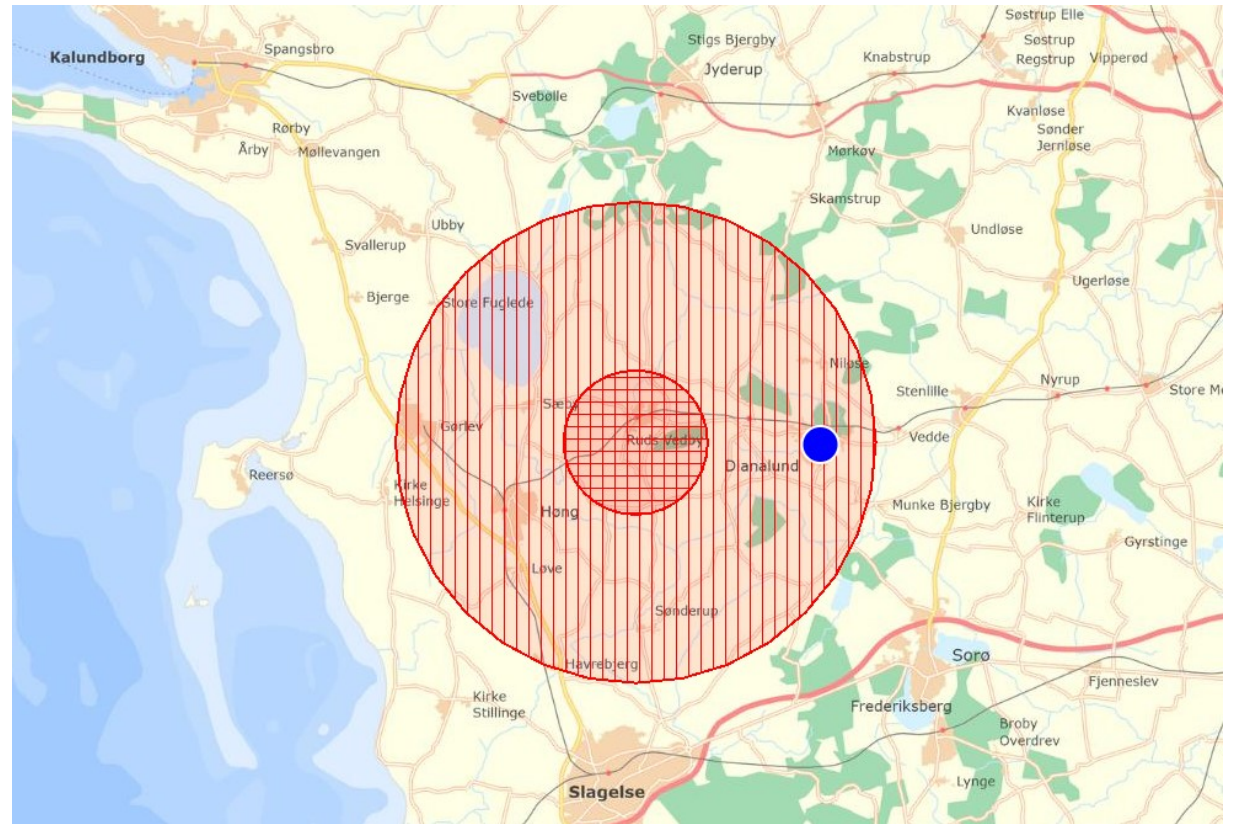 Søstrup Elle
Stigs Bjergby
Søstrup
Kalundborg
Spangsbro
Knabstrup
Regstrup
Vipperød
Jyderup
Svebølle
Kvanløse
Rørby
Sønder
Jernløse
Årby
Møllevangen
Mørkøv
Skamstrup
Ubby
Undløse
Svallerup
Ugerløse
Bjerge
Store Fuglede
Niløse
Stenlille
Nyrup
Store Me
Sæby
Gørlev
Ruds Vedby
Vedde
Dianalund
Reersø
Kirke
Helsinge
Munke Bjergby
Kirke
Flinterup
Høng
Gyrstinge
Løve
Sønderup
Sorø
Havrebjerg
Fjenneslev
Kirke
Stillinge
Frederiksberg
Broby
Overdrev
Lynge
Slagelse